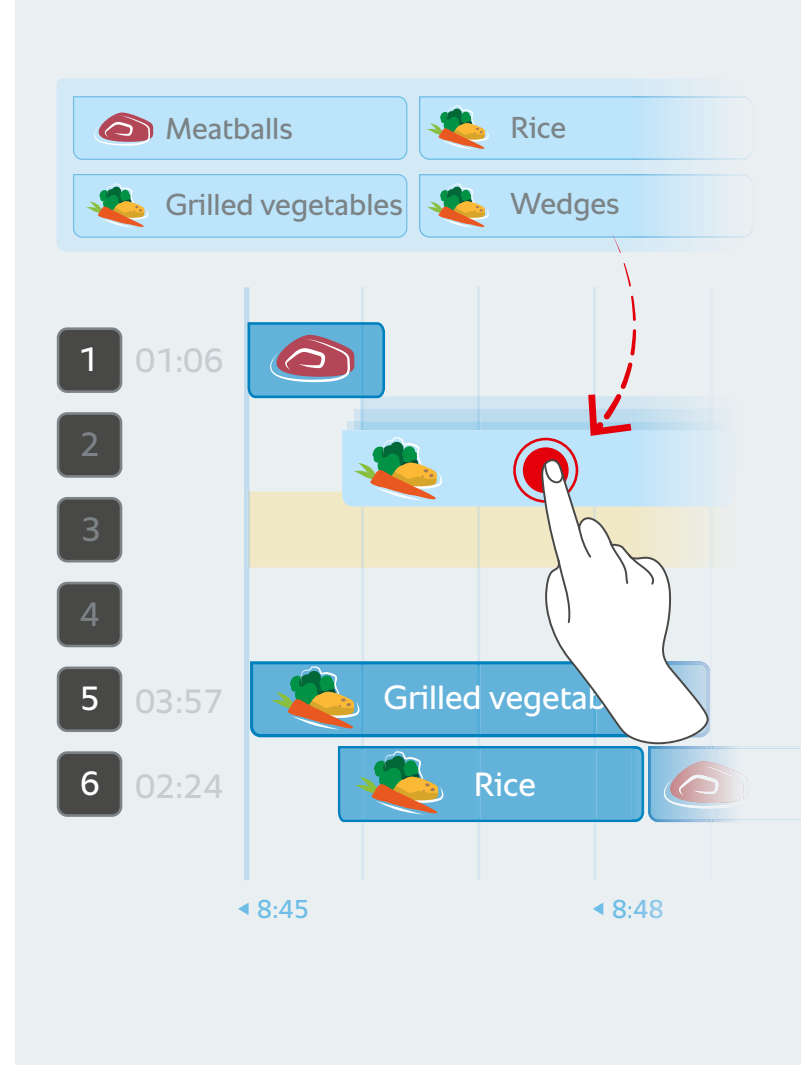 Meatballs
Rice
Grilled vegetables
Wedges
1 01:06
2
3
4
5 03:57 Grilled vegetab
6 02:24 Rice
8:45 8:48